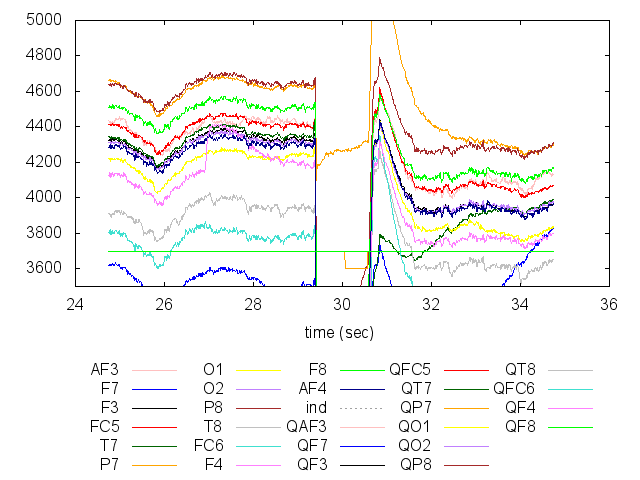 5000
4800
4600
4400
4200
4000
3800
3600
24 26 28 30 32 34 36
time (sec)
AF3 O1 F8 QFC5 QT8
F7 O2 AF4 QT7 QFC6
F3 P8 ind QP7 QF4
FC5 T8 QAF3 QO1 QF8
T7 FC6 QF7 QO2
P7 F4 QF3 QP8